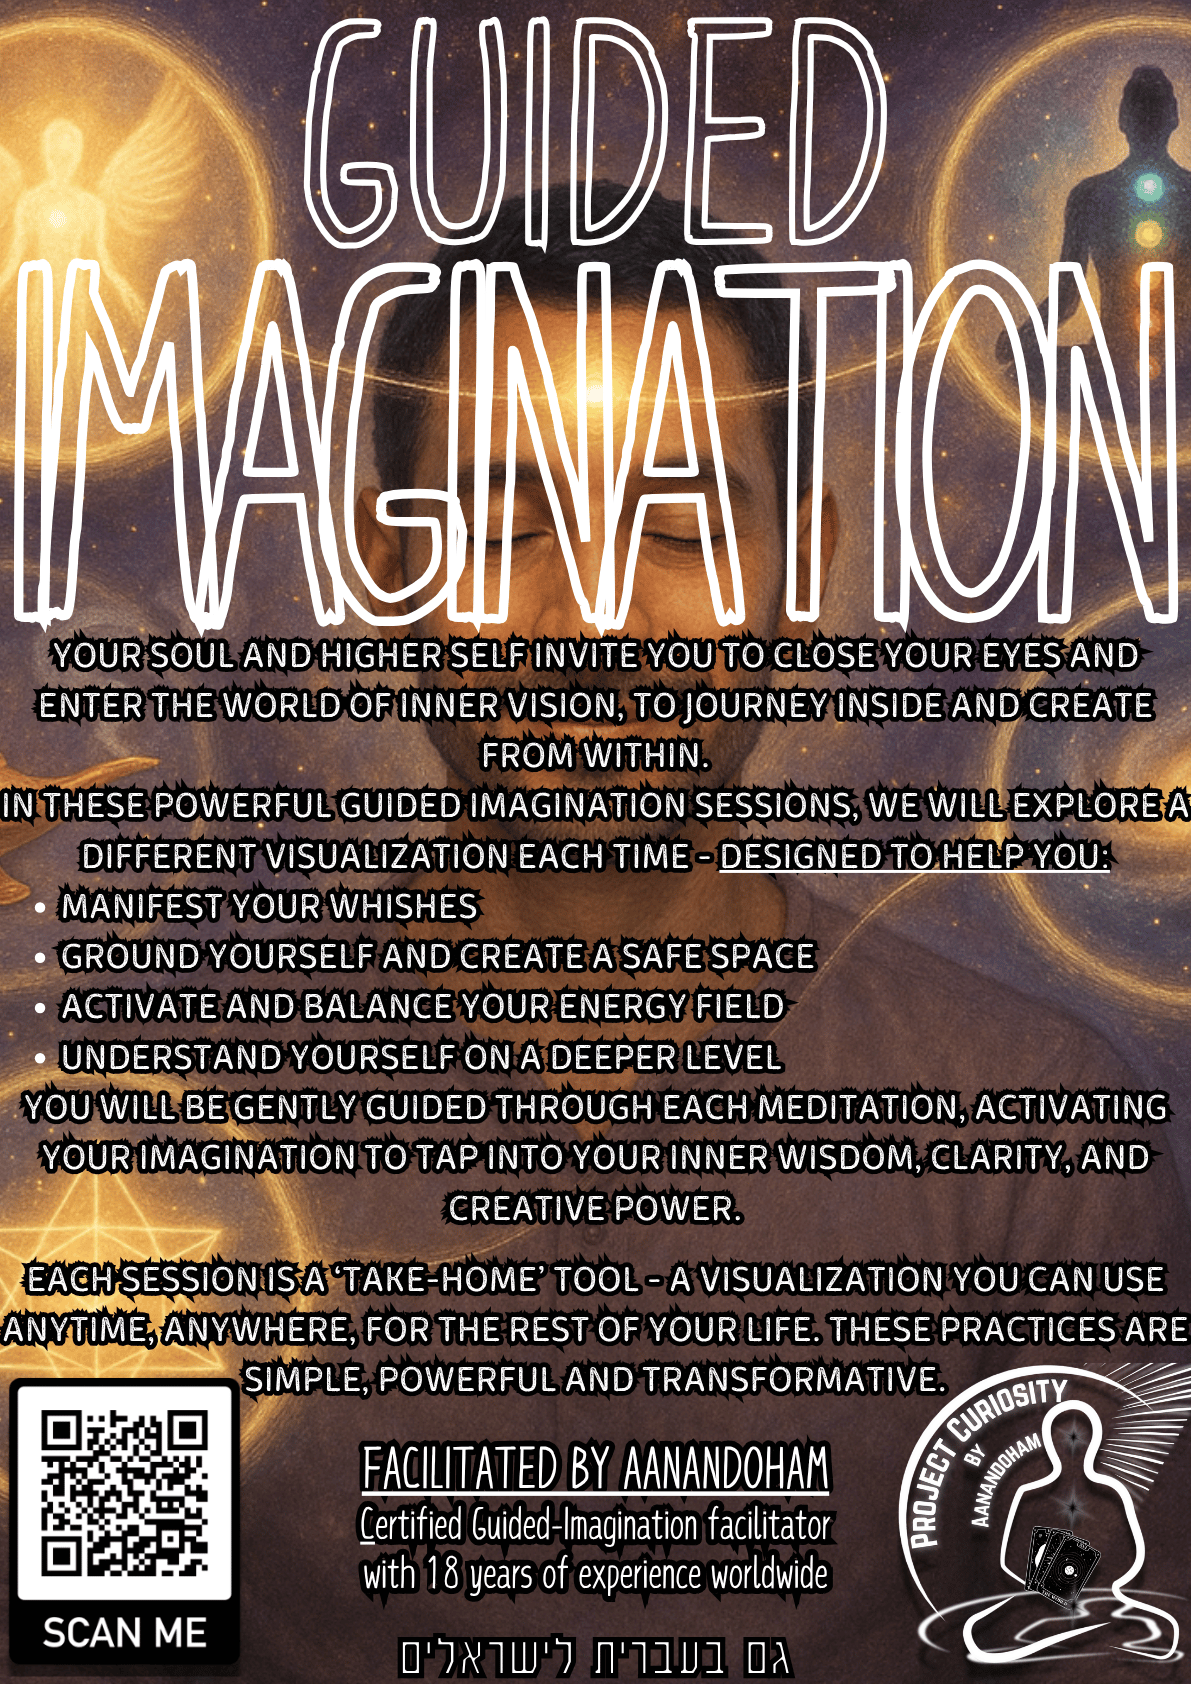 GUIDED
IMAGINATION
YOUR SOUL AND HIGHER SELF INVITE YOU TO CLOSE YOUR EYES AND
ENTER THE WORLD OF INNER VISION, TO JOURNEY INSIDE AND CREATE
FROM WITHIN.
IN THESE POWERFUL GUIDED IMAGINATION SESSIONS, WE WILL EXPLORE A
DIFFERENT VISUALIZATION EACH TIME - DESIGNED TO HELP YOU:
• MANIFEST YOUR WHISHES
• GROUND YOURSELF AND CREATE A SAFE SPACE
• ACTIVATE AND BALANCE YOUR ENERGY FIELD
• UNDERSTAND YOURSELF ON A DEEPER LEVEL
YOU WILL BE GENTLY GUIDED THROUGH EACH MEDITATION, ACTIVATING
YOUR IMAGINATION TO TAP INTO YOUR INNER WISDOM, CLARITY, AND
CREATIVE POWER.
EACH SESSION IS A ‘TAKE-HOME’ TOOL - A VISUALIZATION YOU CAN USE
ANYTIME, ANYWHERE, FOR THE REST OF YOUR LIFE. THESE PRACTICES ARE
SIMPLE, POWERFUL AND TRANSFORMATIVE.
FACILITATED BY AANANDOHAM
Certified Guided-Imagination facilitator
with 18 years of experience worldwide
גם בעברית לישראלים
SCAN ME
PROJECT CURIOSITY
BY
AANANDOHAM